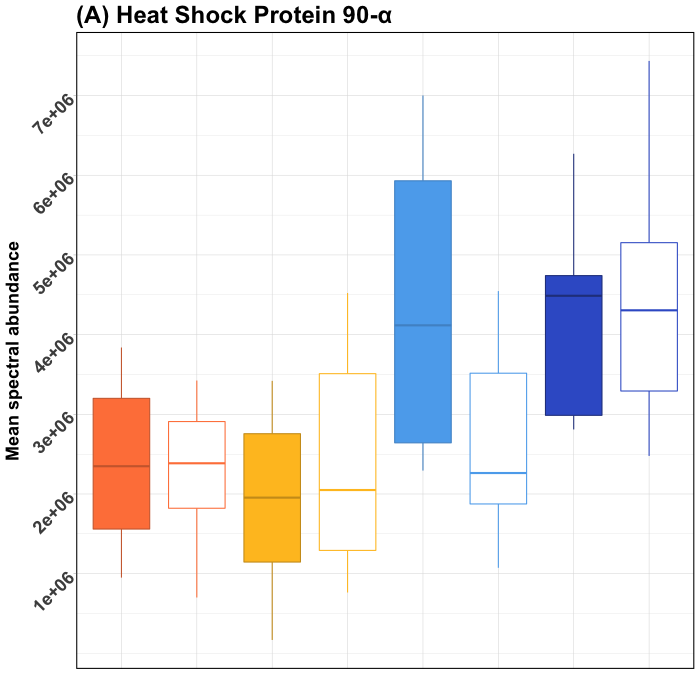 (A) Heat Shock Protein 90-α
Mean spectral abundance
7e+06
6e+06
5e+06
4e+06
3e+06
2e+06
1e+06